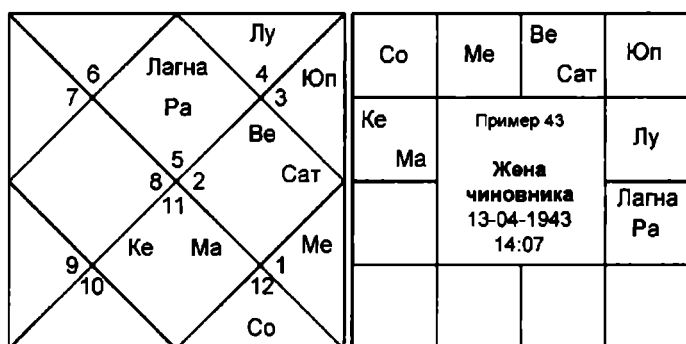 Лу
6
Лагна
4
Юп
7
Ра
3
Ве
5
8 2
Сат
11
Ке
Ма
Ме
9
1
10
12
Со
Со
Ме
Ве
Сат
Юп
Ке
Ма
Пример 43
Лу
Жена
чиновника
13-04-1943
14:07
Лагна
Ра